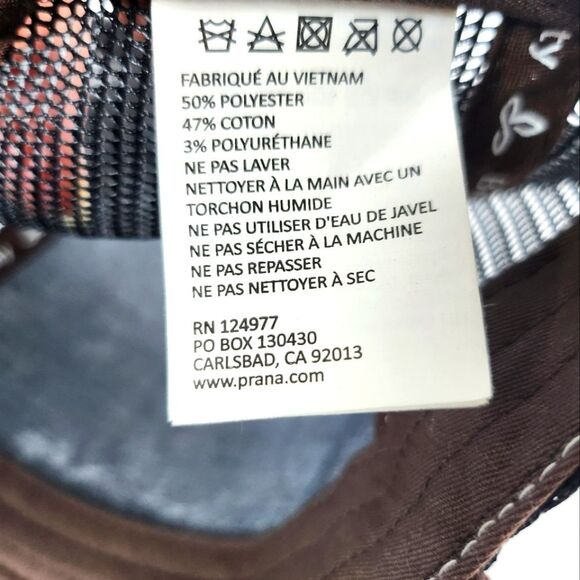 FABRIQUÉ AU VIETNAM
50% POLYESTER
47% COTON
3% POLYURÉTHANE
NE PAS LAVER
NETTOYER À LA MAIN AVEC UN
TORCHON HUMIDE
NE PAS UTILISER D'EAU DE JAVEL
NE PAS SÉCHER À LA MACHINE
NE PAS REPASSER
NE PAS NETTOYER À SEC
RN 124977
PO BOX 130430
CARLSBAD, CA 92013
www.prana.com